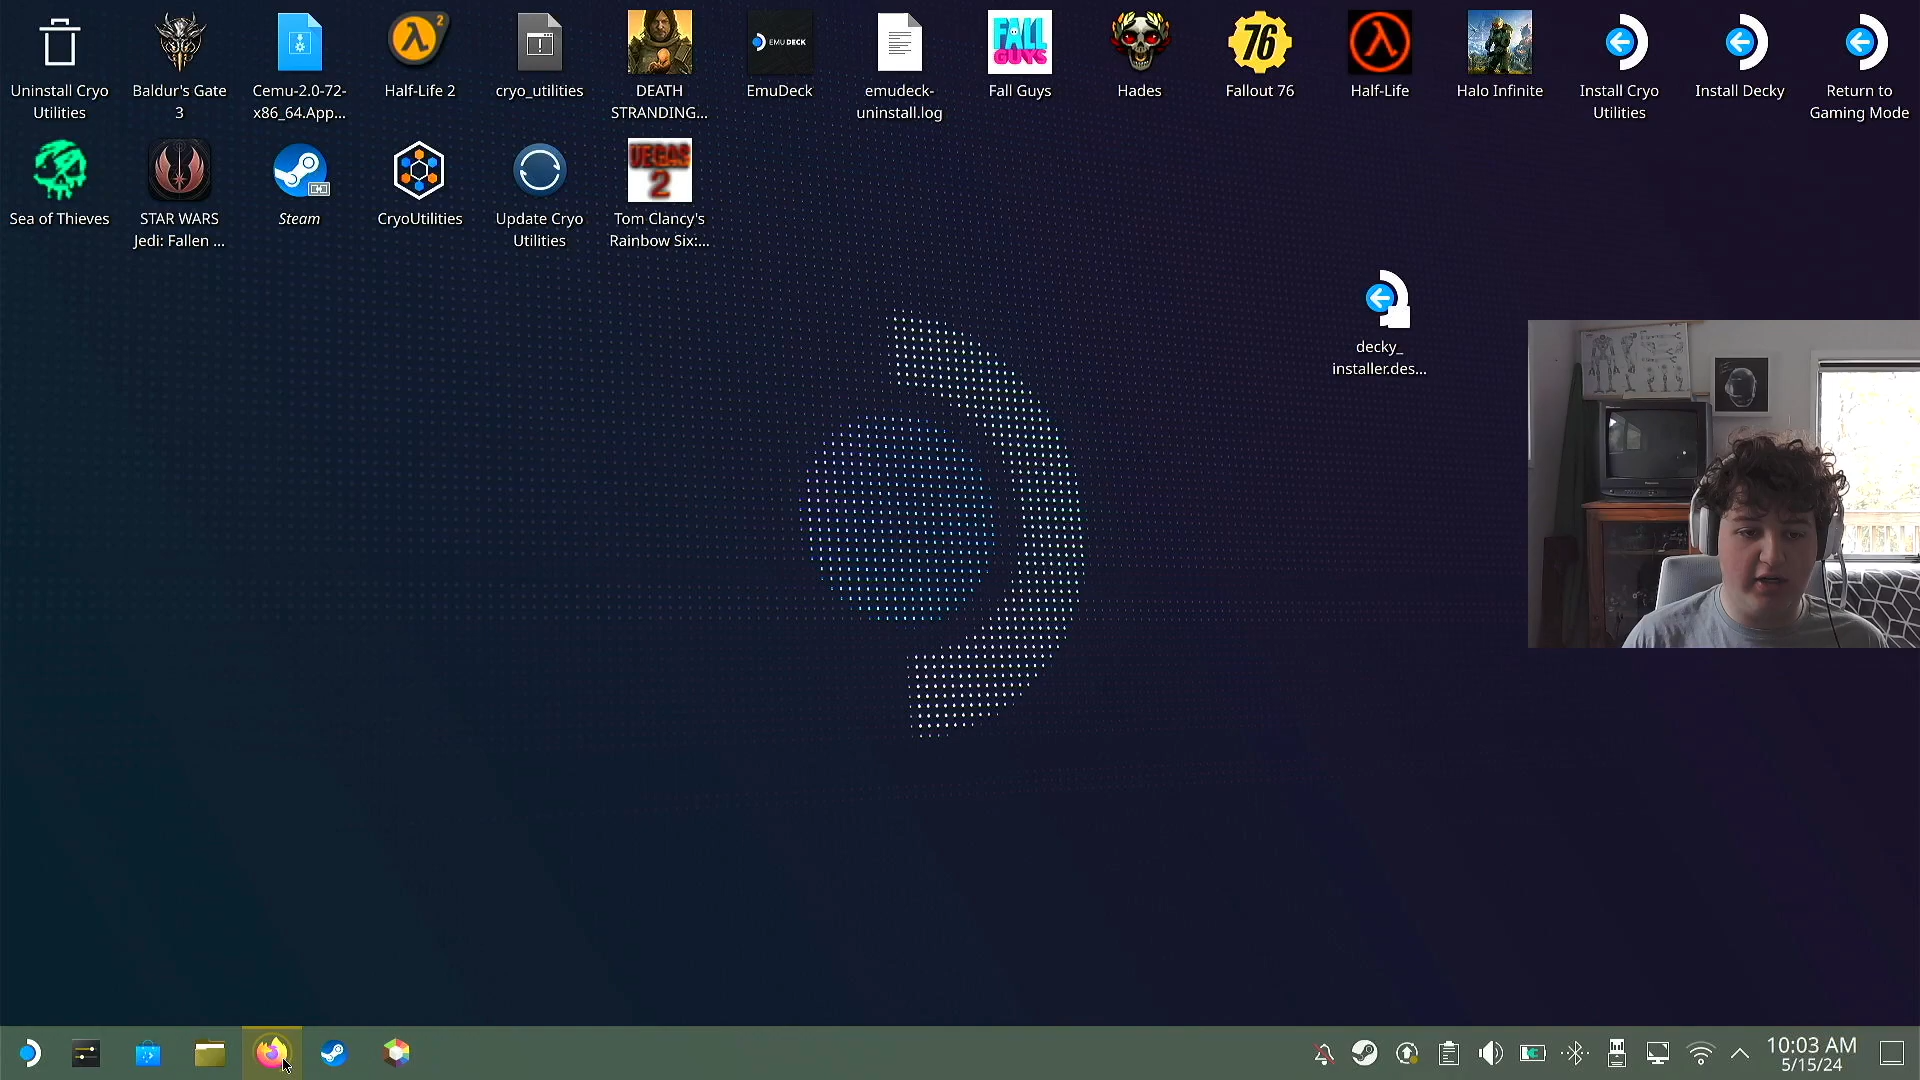 Uninstall Cryo
Utilities
Baldur's Gate
3
Cemu-2.0-72-
x86_64.App...
Half-Life 2
cryo_utilities
DEATH
STRANDING...
EMU DECK
EmuDeck
emudeck-
uninstall.log
FALL
GUYS
Fall Guys
Hades
76
Fallout 76
Half-Life
Halo Infinite
Install Cryo
Utilities
Install Decky
Return to
Gaming Mode
Sea of Thieves
STAR WARS
Jedi: Fallen ...
Steam
CryoUtilities
Update Cryo
Utilities
VEGAS
2
Tom Clancy's
Rainbow Six:...
decky_
installer.des...
10:03 AM
5/15/24